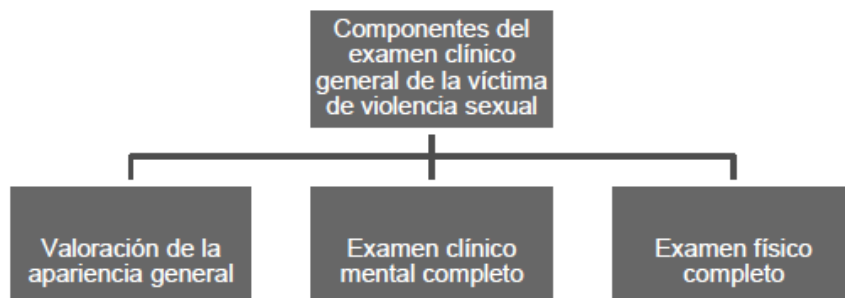 Componentes del
examen clínico
general de la víctima
de violencia sexual
Valoración de la
apariencia general
Examen clínico
mental completo
Examen físico
completo